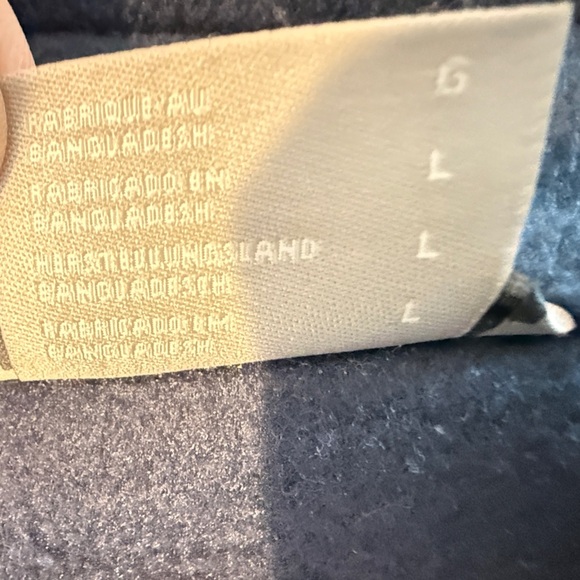 FABRIQUE AU
BANGLADESH
G
FABRICADO EN
BANGLADESH
L
HERSTELLUNGSLAND
BANGLADESCH
L
FABRICADO EM
BANGLADESH
L